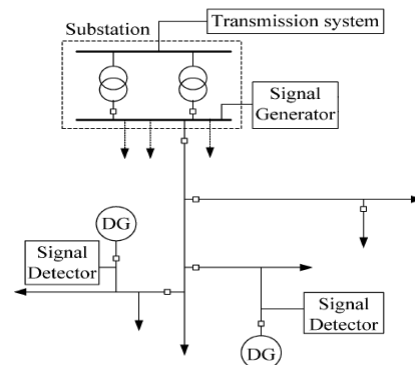 Transmission system
Substation
Signal
Generator
DG
Signal
Detector
Signal
Detector
DG